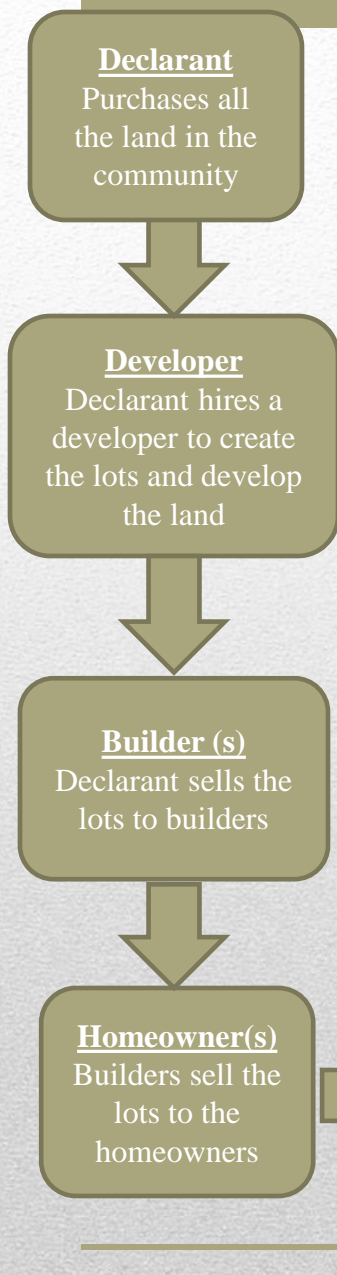 Declarant
Purchases all
the land in the
community
Developer
Declarant hires a
developer to create
the lots and develop
the land
Builder (s)
Declarant sells the
lots to builders
Homeowner(s)
Builders sell the
lots to the
homeowners